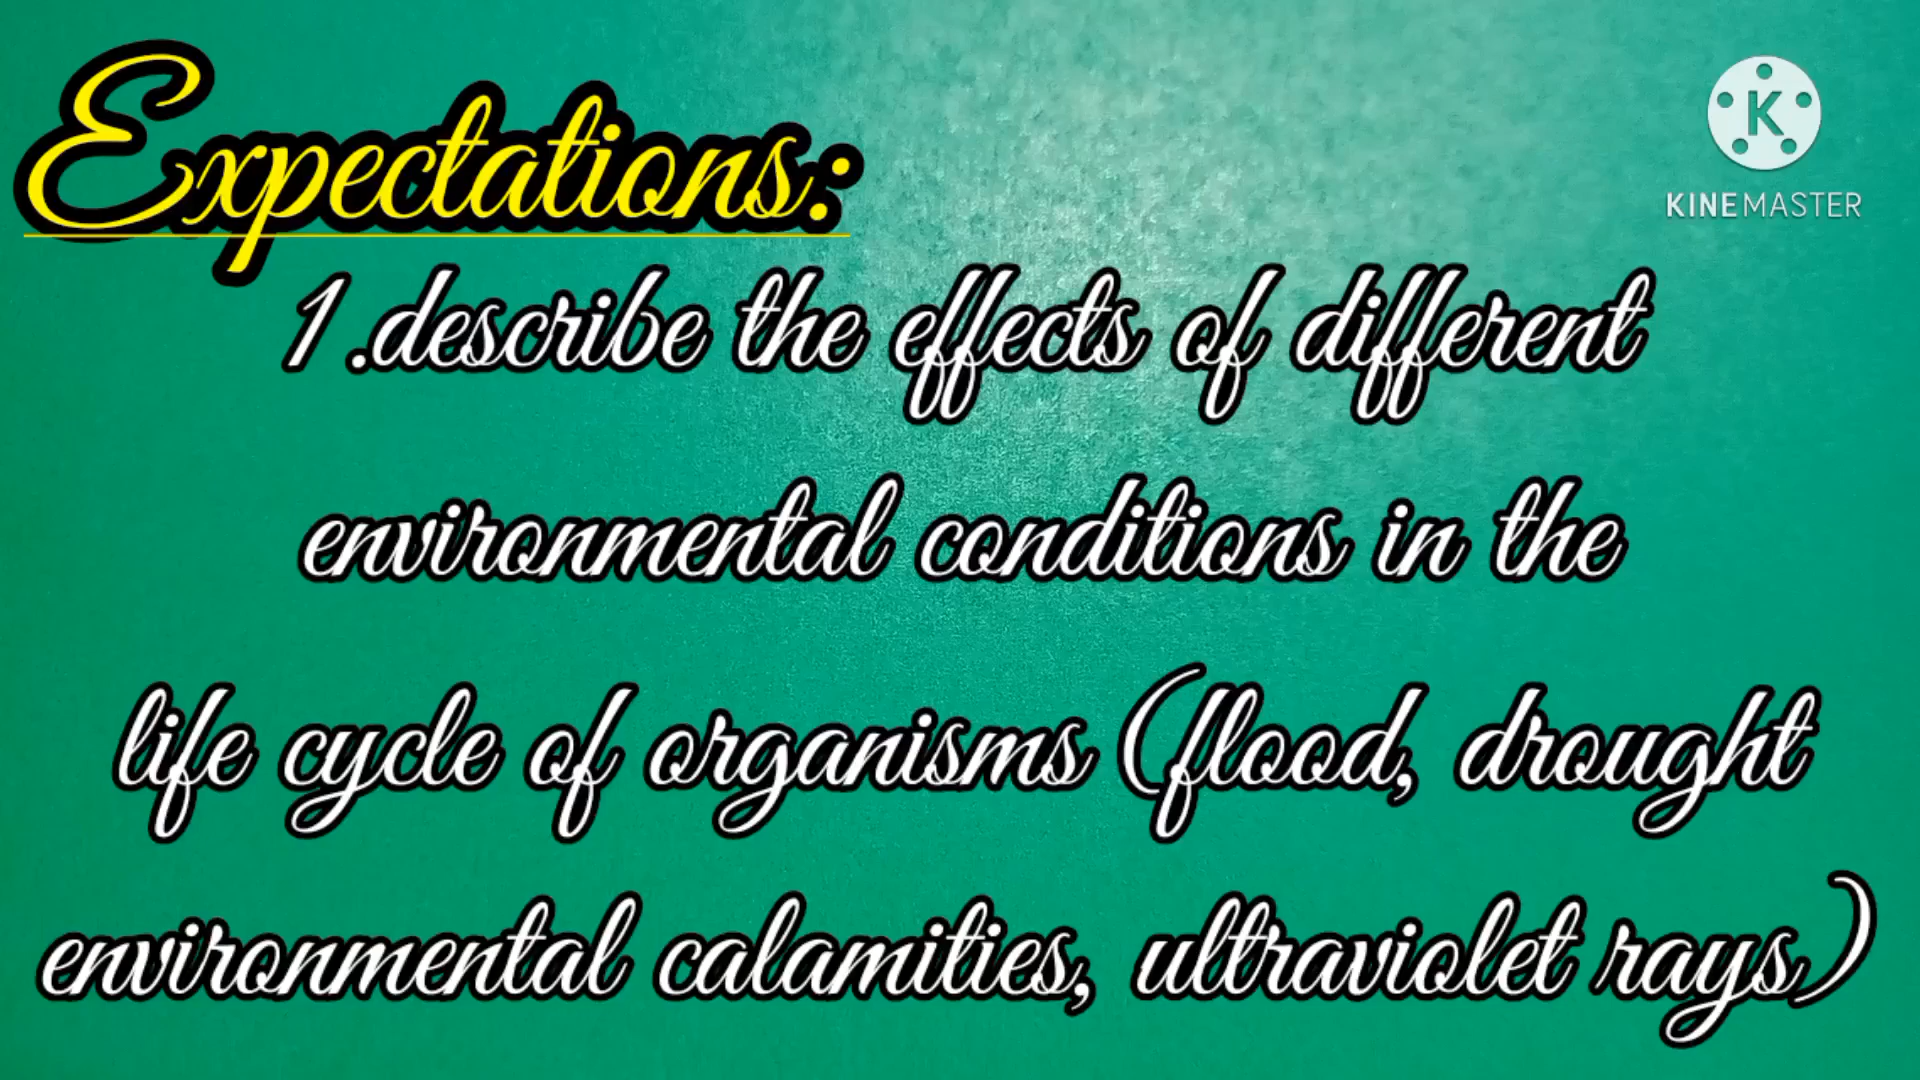 Expectations:
K
KINEMASTER
1.describe the effects of different
environmental conditions in the
life cycle of organisms (flood, drought
environmental calamities, ultraviolet rays)